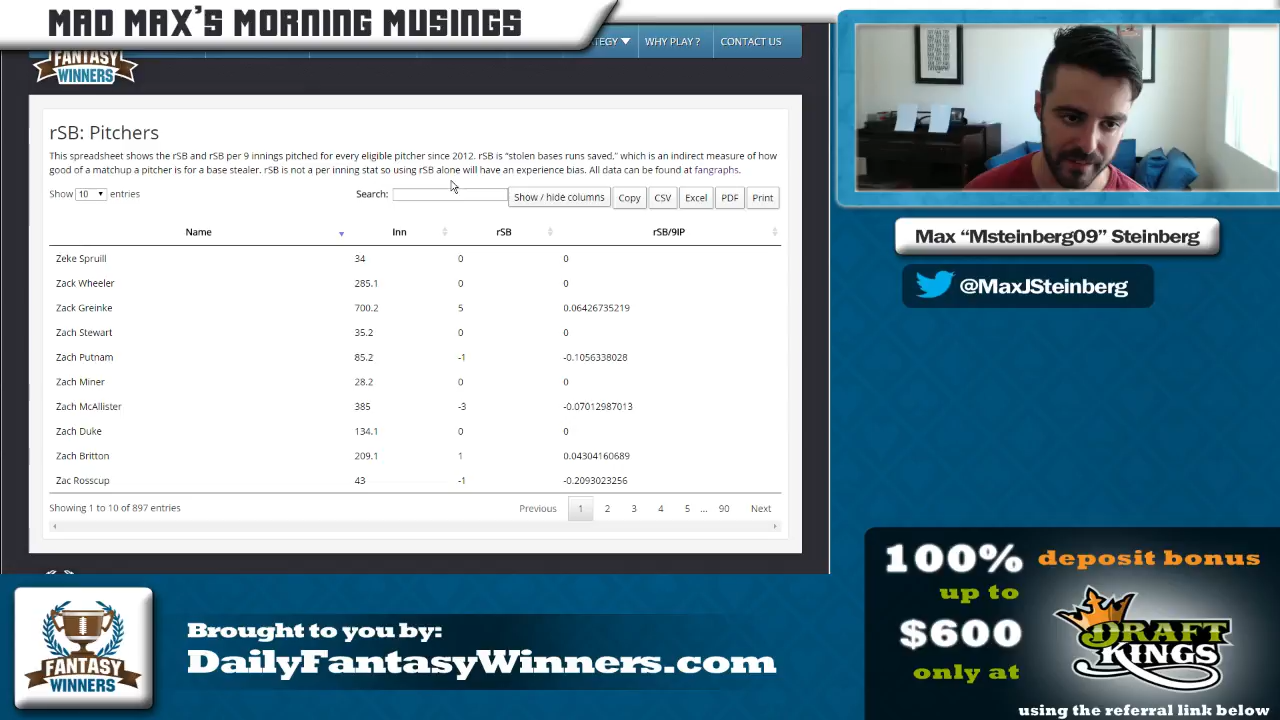 MAD MAX'S MORNING MUSINGS
FANTASY
WINNERS
TEGY WHY PLAY ? CONTACT US
rSB: Pitchers
This spreadsheet shows the rSB and rSB per 9 innings pitched for every eligible pitcher since 2012. rSB is “stolen bases runs saved,” which is an indirect measure of how
good of a matchup a pitcher is for a base stealer. rSB is not a per inning stat so using rSB alone will have an experience bias. All data can be found at fangraphs.
Show 10 entries Search: Show / hide columns Copy CSV Excel PDF Print
Name Inn rSB rSB/9IP
Zeke Spruill 34 0 0
Zack Wheeler 285.1 0 0
Zack Greinke 700.2 5 0.06426735219
Zach Stewart 35.2 0 0
Zach Putnam 85.2 -1 -0.1056338028
Zach Miner 28.2 0 0
Zach McAllister 385 -3 -0.07012987013
Zach Duke 134.1 0 0
Zach Britton 209.1 1 0.04304160689
Zac Rosscup 43 -1 -0.2093023256
Showing 1 to 10 of 897 entries Previous 1 2 3 4 5 ... 90 Next
Max “Msteinberg09” Steinberg
@MaxJSteinberg
FANTASY
WINNERS
Brought to you by:
DailyFantasyWinners.com
100% deposit bonus
up to
$600
only at
DRAFT
KINGS
using the referral link below